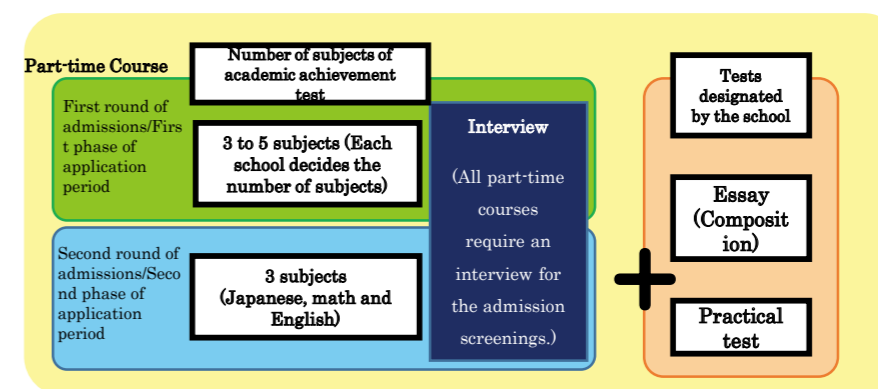 Part-time Course
Number of subjects of
academic achievement
test
First round of
admissions/Firs
t phase of
application
period
3 to 5 subjects (Each
school decides the
number of subjects)
Second round of
admissions/Seco
nd phase of
application
period
3 subjects
(Japanese, math and
English)
Interview
(All part-time
courses
require an
interview for
the admission
screenings.)
Tests
designated
by the school
Essay
(Composit
ion)
Practical
test